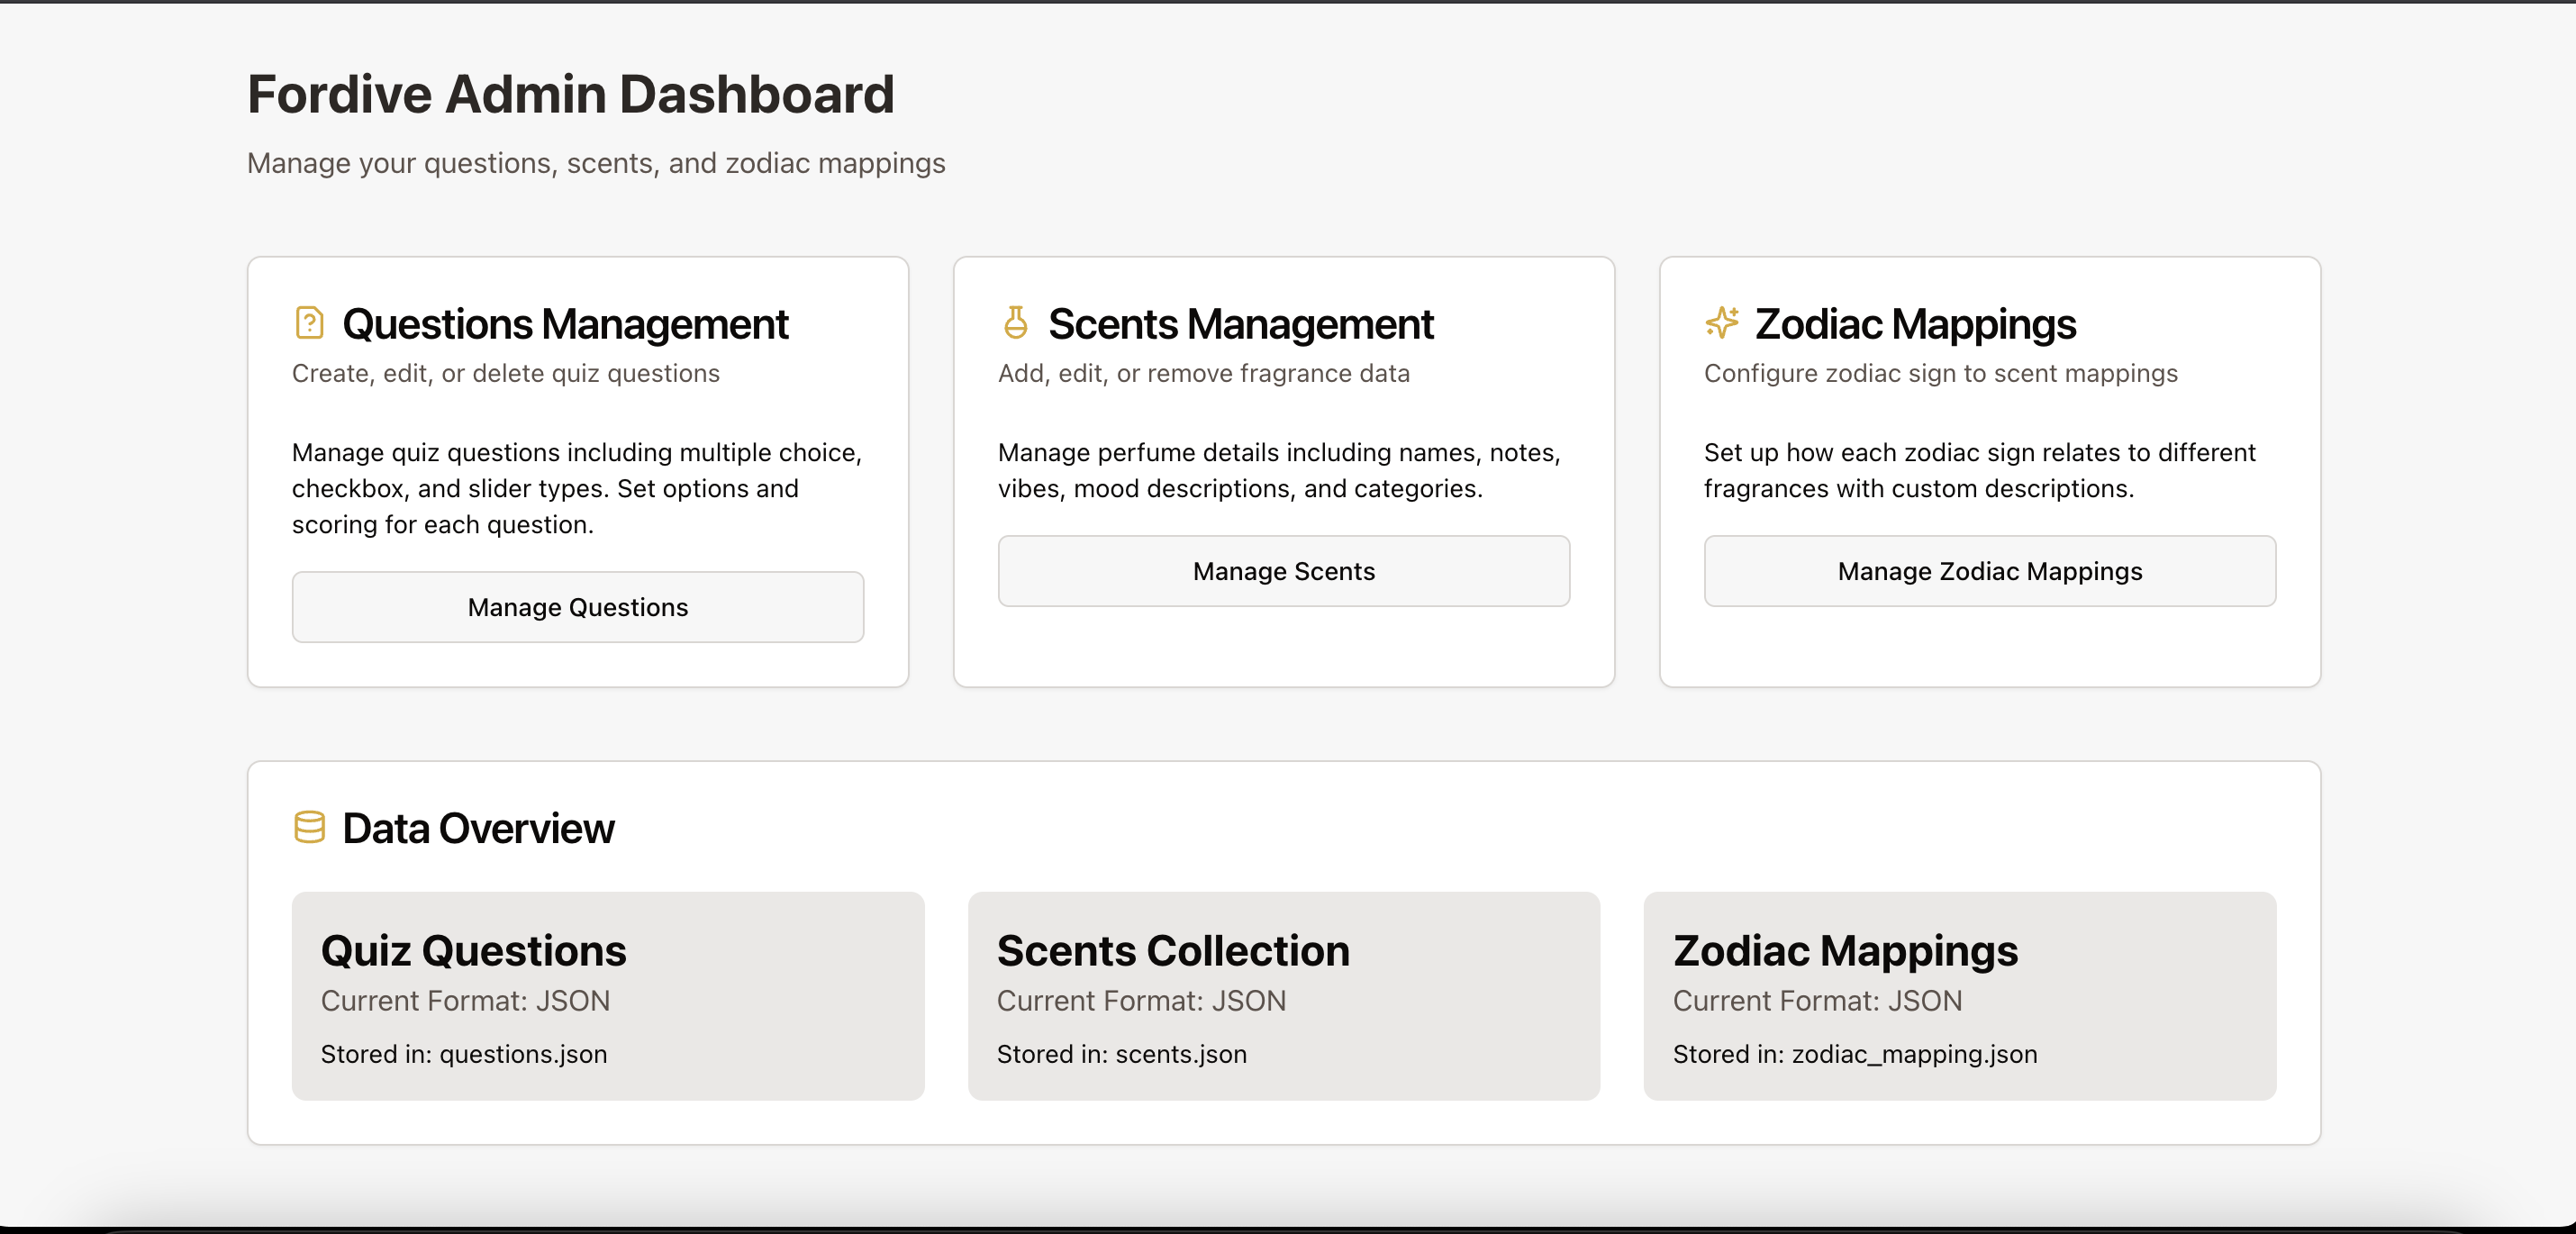 Fordive Admin Dashboard
Manage your questions, scents, and zodiac mappings
Questions Management
Create, edit, or delete quiz questions
Manage quiz questions including multiple choice,
checkbox, and slider types. Set options and
scoring for each question.
Manage Questions
Scents Management
Add, edit, or remove fragrance data
Manage perfume details including names, notes,
vibes, mood descriptions, and categories.
Manage Scents
Zodiac Mappings
Configure zodiac sign to scent mappings
Set up how each zodiac sign relates to different
fragrances with custom descriptions.
Manage Zodiac Mappings
Data Overview
Quiz Questions
Current Format: JSON
Stored in: questions.json
Scents Collection
Current Format: JSON
Stored in: scents.json
Zodiac Mappings
Current Format: JSON
Stored in: zodiac_mapping.json